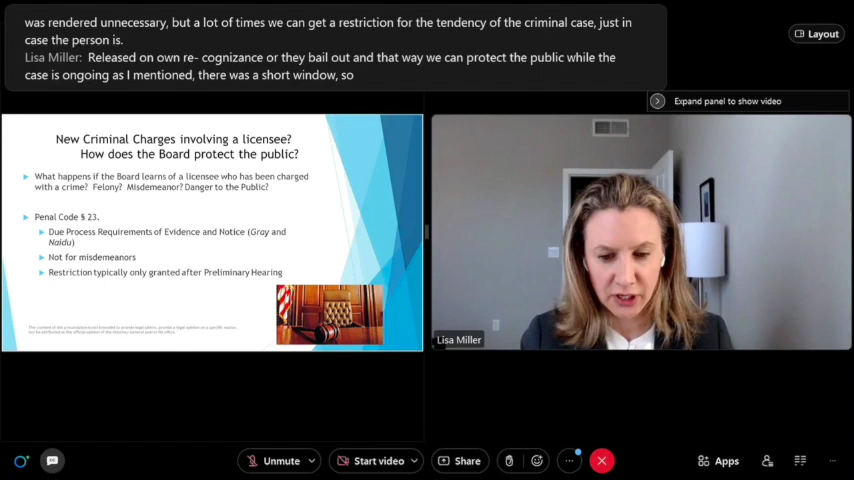 was rendered unnecessary, but a lot of times we can get a restriction for the tendency of the criminal case, just in
case the person is.
Lisa Miller: Released on own re- cognizance or they bail out and that way we can protect the public while the
case is ongoing as I mentioned, there was a short window, so
Layout
Expand panel to show video
New Criminal Charges involving a licensee?
How does the Board protect the public?
What happens if the Board learns of a licensee who has been charged
with a crime? Felony? Misdemeanor? Danger to the Public?
Penal Code § 23.
Due Process Requirements of Evidence and Notice (Gray and
Naidu)
Not for misdemeanors
Restriction typically only granted after Preliminary Hearing
Lisa Miller
Unmute
Start video
Share
Apps